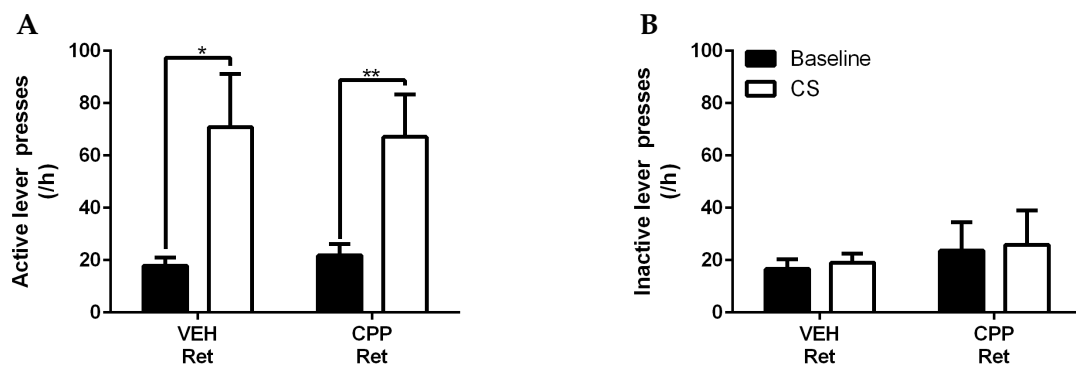 A
Active lever presses
(/h)
100
80
60
40
20
0
*
**
VEH
Ret
CPP
Ret
B
Inactive lever presses
(/h)
100
80
60
40
20
0
Baseline
CS
VEH
Ret
CPP
Ret